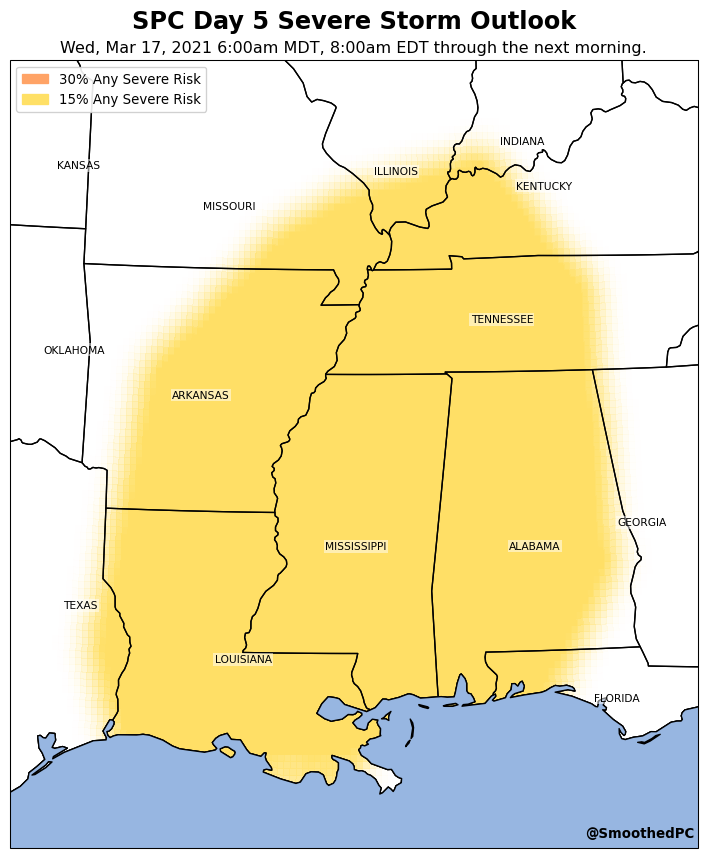 SPC Day 5 Severe Storm Outlook
Wed, Mar 17, 2021 6:00am MDT, 8:00am EDT through the next morning.
30% Any Severe Risk
15% Any Severe Risk
INDIANA
KANSAS
ILLINOIS
KENTUCKY
MISSOURI
TENNESSEE
OKLAHOMA
ARKANSAS
GEORGIA
MISSISSIPPI
ALABAMA
TEXAS
LOUISIANA
FLORIDA
@SmoothedPC